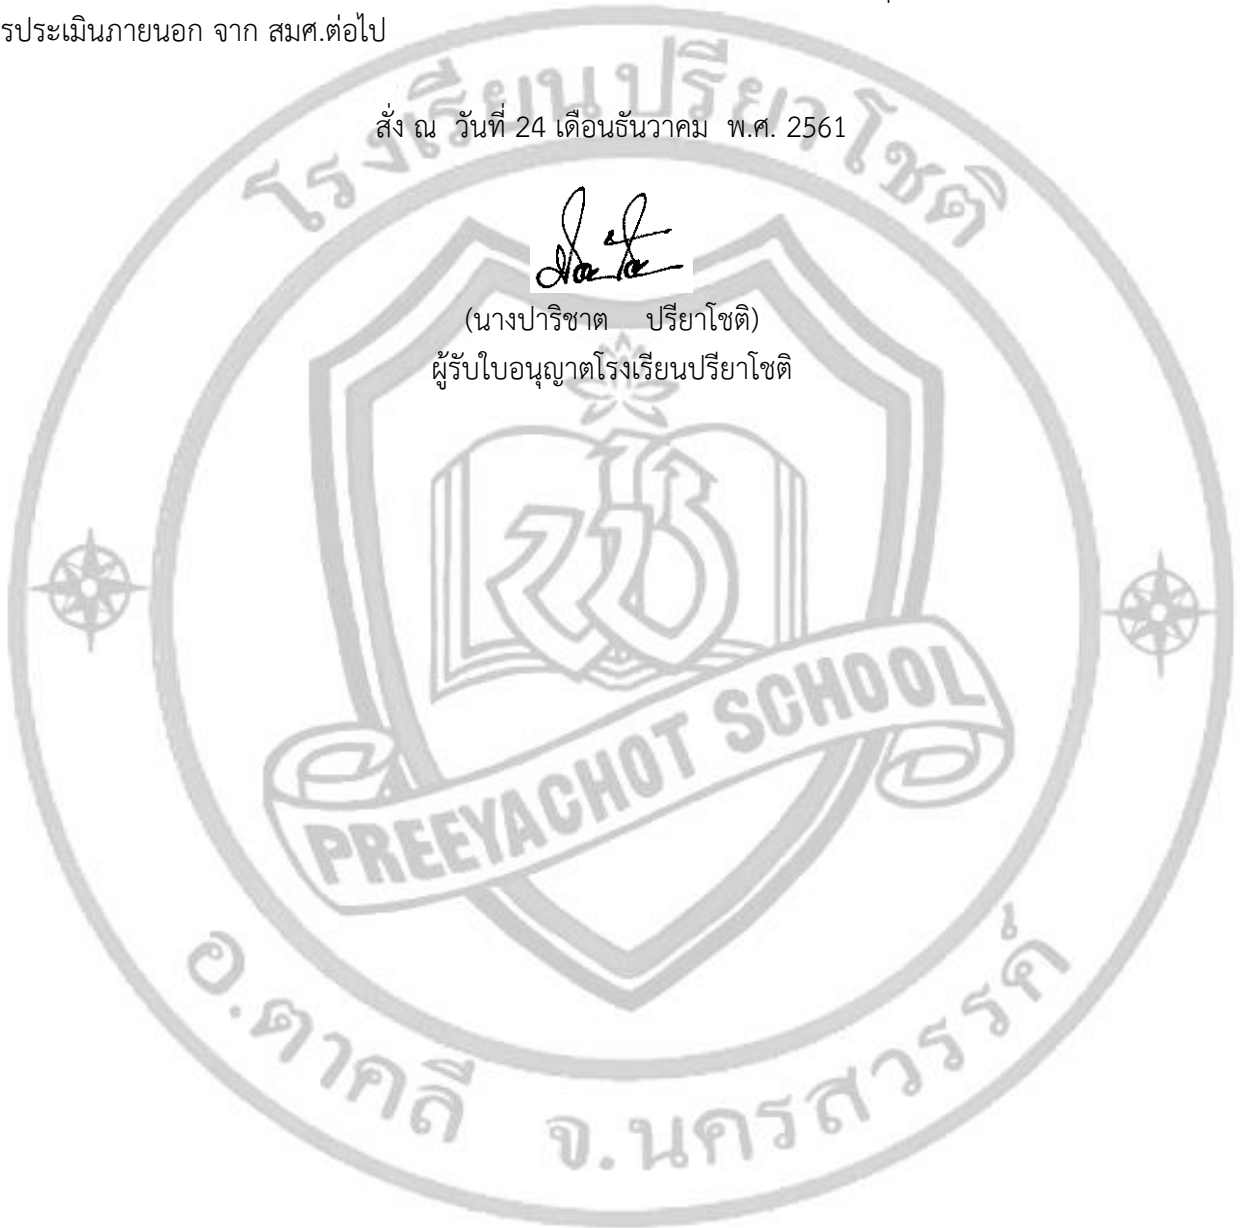 รประเมินภายนอก จาก สมศ.ต่อไป
สั่ง ณ วันที่ 24 เดือนธันวาคม พ.ศ. 2561
(นางปาริชาต ปรียาโชติ)
ผู้รับใบอนุญาตโรงเรียนปรียาโชติ
โรงเรียนปรียาโชติ
PREEYACHOT SCHOOL
อ.ตาคลี จ.นครสวรรค์